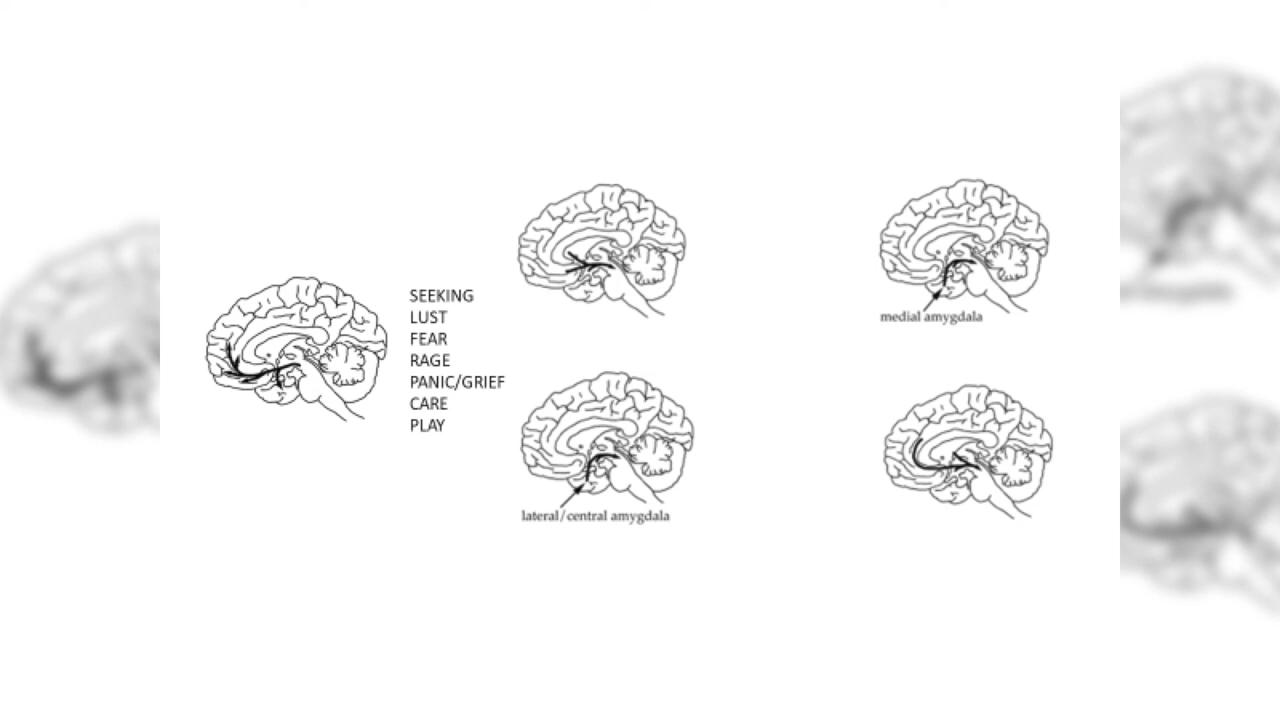 SEEKING
LUST
FEAR
RAGE
PANIC/GRIEF
CARE
PLAY
medial amygdala
lateral/central amygdala